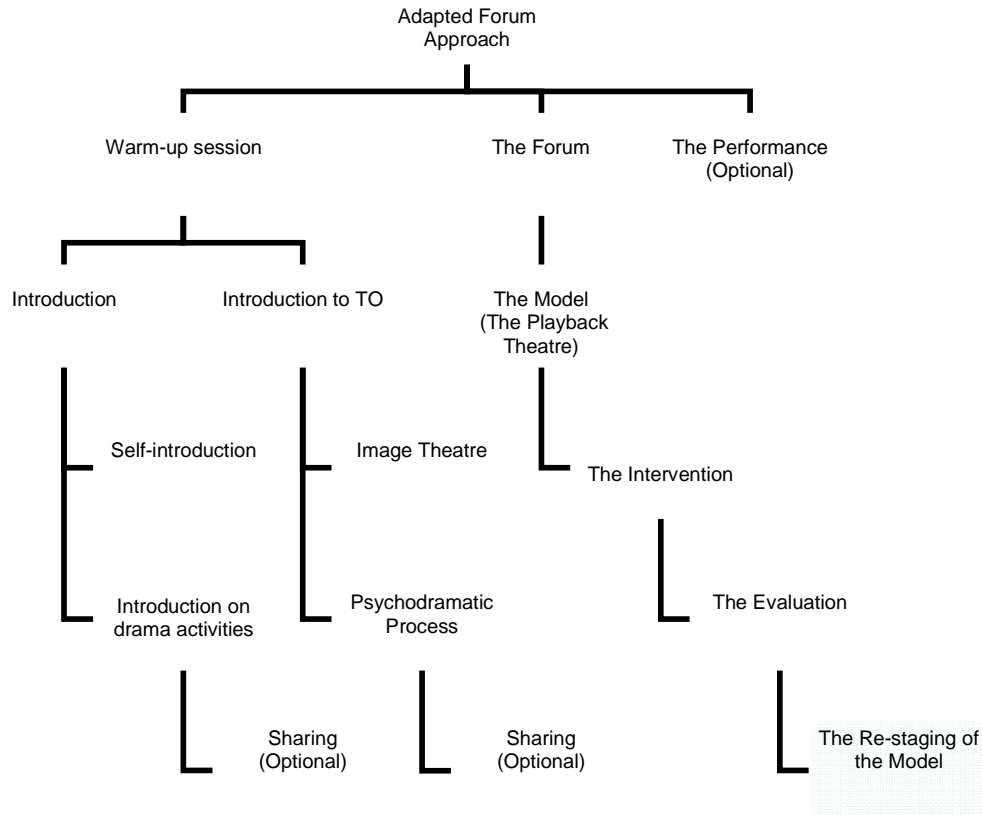 Adapted Forum
Approach
Warm-up session
The Forum
The Performance
(Optional)
Introduction
Introduction to TO
The Model
(The Playback
Theatre)
Self-introduction
Image Theatre
The Intervention
Introduction on
drama activities
Psychodramatic
Process
The Evaluation
Sharing
(Optional)
Sharing
(Optional)
The Re-staging of
the Model